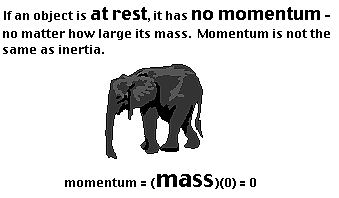 If an object is at rest, it has no momentum -
no matter how large its mass. Momentum is not the
same as inertia.
momentum = (mass)(0) = 0